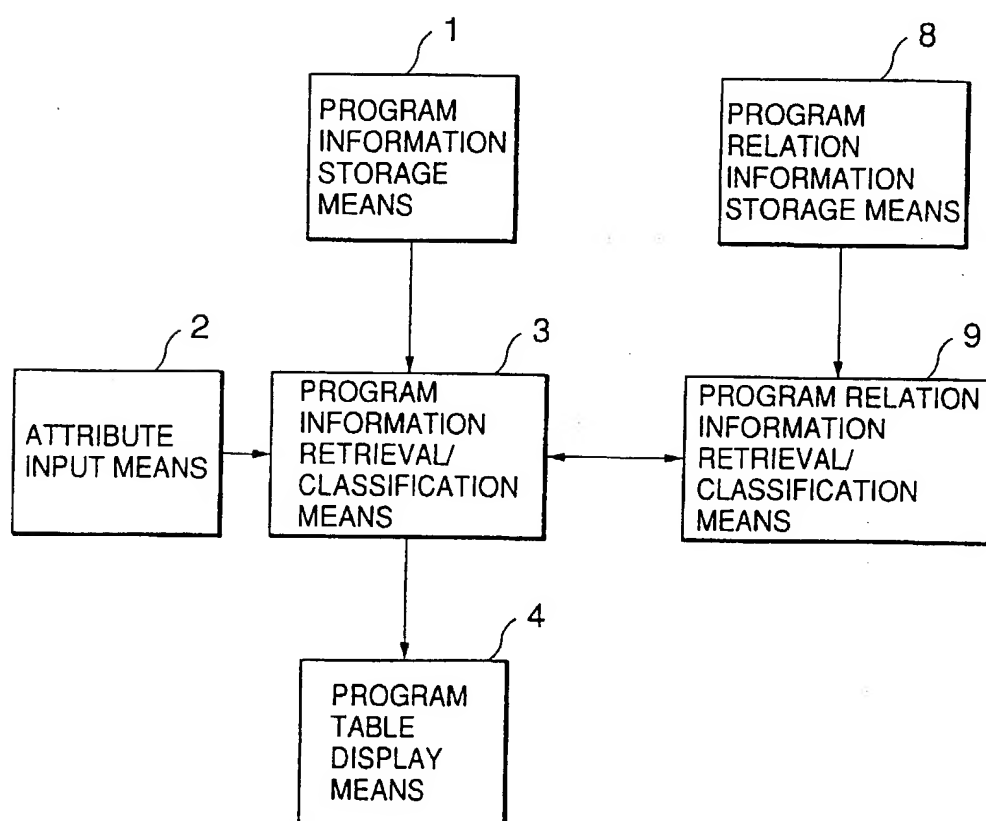 1
PROGRAM
INFORMATION
STORAGE
MEANS
8
PROGRAM
RELATION
INFORMATION
STORAGE MEANS
2
ATTRIBUTE
INPUT MEANS
3
PROGRAM
INFORMATION
RETRIEVAL/
CLASSIFICATION
MEANS
9
PROGRAM RELATION
INFORMATION
RETRIEVAL/
CLASSIFICATION
MEANS
4
PROGRAM
TABLE
DISPLAY
MEANS